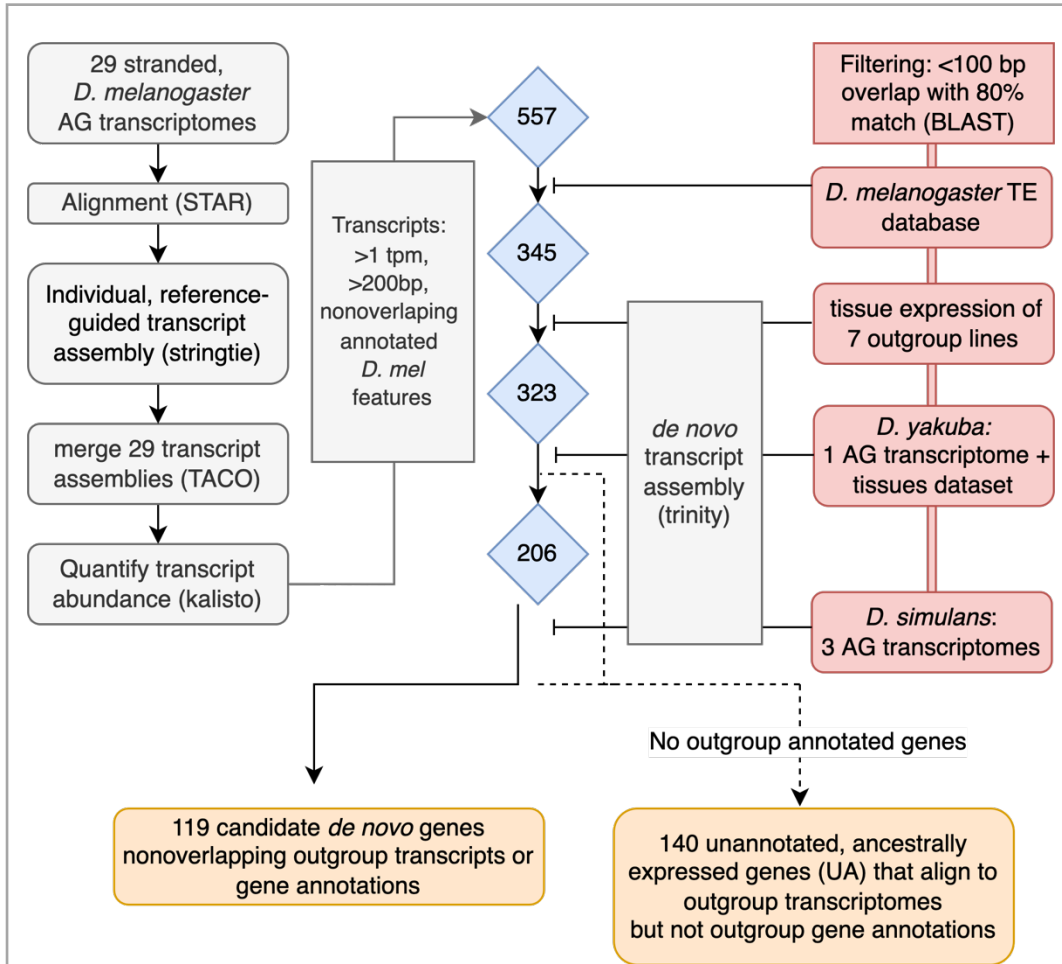 29 stranded,
D. melanogaster
AG transcriptomes
Alignment (STAR)
Individual, reference-
guided transcript
assembly (stringtie)
merge 29 transcript
assemblies (TACO)
Quantify transcript
abundance (kalisto)
Transcripts:
>1 tpm,
>200bp,
nonoverlaping
annotated
D. mel
features
557
345
323
206
de novo
transcript
assembly
(trinity)
Filtering: <100 bp
overlap with 80%
match (BLAST)
D. melanogaster TE
database
tissue expression of
7 outgroup lines
D. yakuba:
1 AG transcriptome +
tissues dataset
D. simulans:
3 AG transcriptomes
No outgroup annotated genes
119 candidate de novo genes
nonoverlapping outgroup transcripts or
gene annotations
140 unannotated, ancestrally
expressed genes (UA) that align to
outgroup transcriptomes
but not outgroup gene annotations